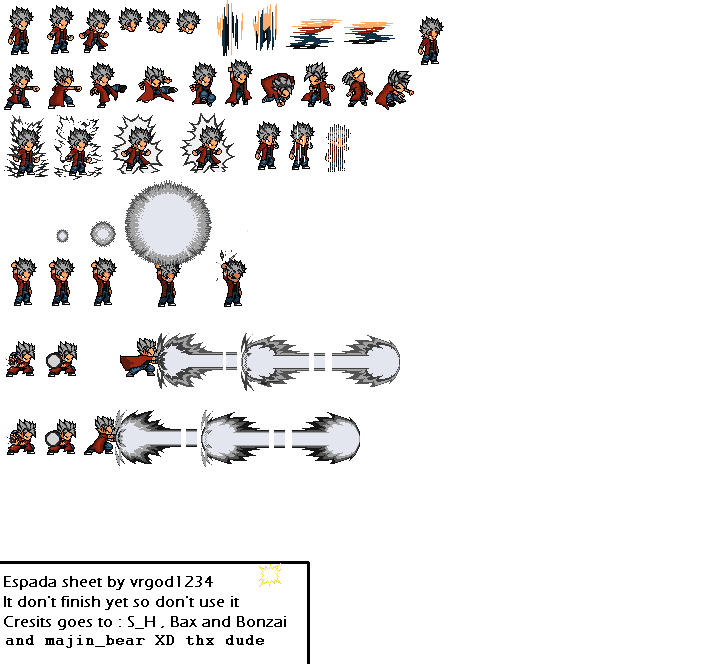 Espada sheet by vrgod1234
It don't finish yet so don't use it
Cresits goes to : S_H , Bax and Bonzai
and majin_bear XD thx dude